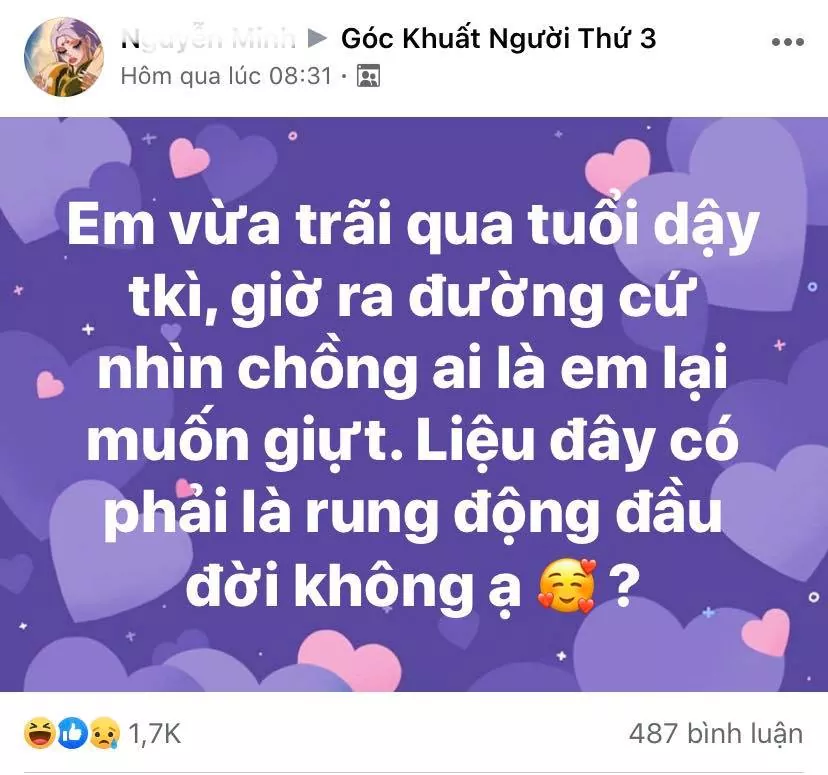 Nguyễn Minh ▶ Góc Khuất Người Thứ 3
Hôm qua lúc 08:31 ·
Em vừa trãi qua tuổi dậy
tkì, giờ ra đường cứ
nhìn chồng ai là em lại
muốn giựt. Liệu đây có
phải là rung động đầu
đời không ạ 🥰 ?
1,7K
487 bình luận